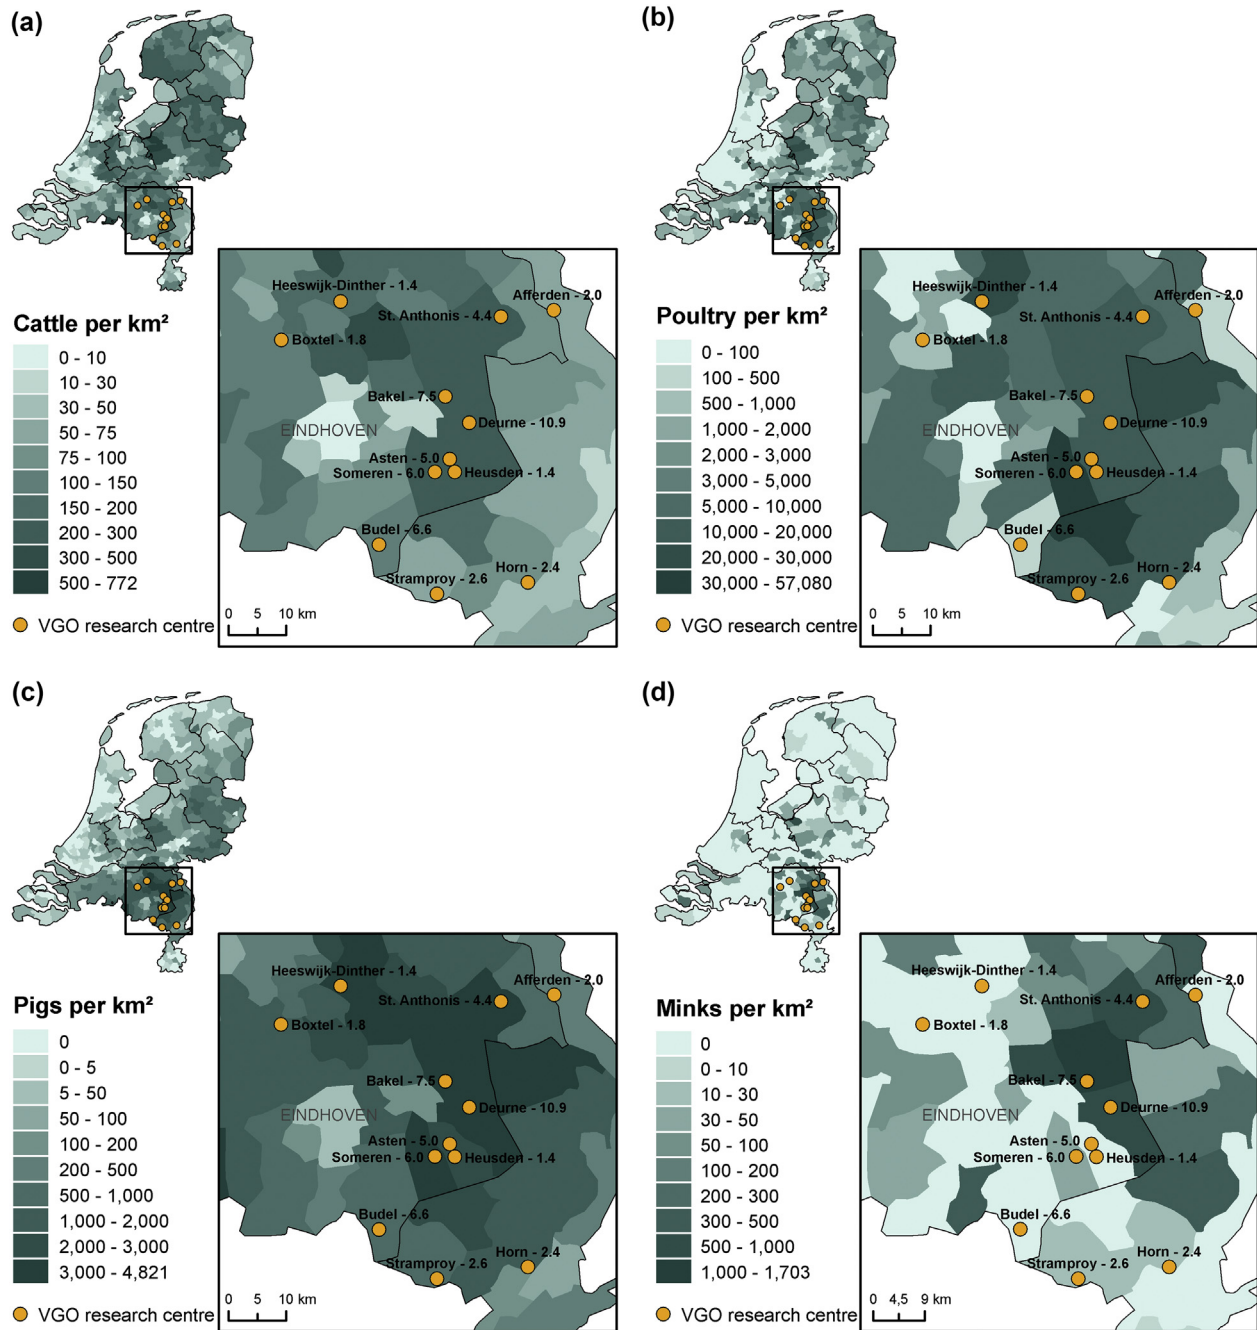 (a)
Heeswijk-Dinther - 1.4
Afferden - 2.0
St. Anthonis - 4.4
Boxtel - 1.8
Bakel - 7.5
EINDHOVEN
Deurne - 10.9
Asten - 5.0
Someren - 6.0
Heusden - 1.4
Budel - 6.6
Horn - 2.4
Stramproy - 2.6
0 5 10 km
Cattle per km²
0 - 10
10 - 30
30 - 50
50 - 75
75 - 100
100 - 150
150 - 200
200 - 300
300 - 500
500 - 772
VGO research centre
(b)
Heeswijk-Dinther - 1.4
Afferden - 2.0
St. Anthonis - 4.4
Boxtel - 1.8
Bakel - 7.5
EINDHOVEN
Deurne - 10.9
Asten - 5.0
Someren - 6.0
Heusden - 1.4
Budel - 6.6
Horn - 2.4
Stramproy - 2.6
0 5 10 km
Poultry per km²
0 - 100
100 - 500
500 - 1,000
1,000 - 2,000
2,000 - 3,000
3,000 - 5,000
5,000 - 10,000
10,000 - 20,000
20,000 - 30,000
30,000 - 57,080
VGO research centre
(c)
Heeswijk-Dinther - 1.4
Afferden - 2.0
St. Anthonis - 4.4
Boxtel - 1.8
Bakel - 7.5
EINDHOVEN
Deurne - 10.9
Asten - 5.0
Someren - 6.0
Heusden - 1.4
Budel - 6.6
Horn - 2.4
Stramproy - 2.6
0 5 10 km
Pigs per km²
0
0 - 5
5 - 50
50 - 100
100 - 200
200 - 500
500 - 1,000
1,000 - 2,000
2,000 - 3,000
3,000 - 4,821
VGO research centre
(d)
Heeswijk-Dinther - 1.4
Afferden - 2.0
St. Anthonis - 4.4
Boxtel - 1.8
Bakel - 7.5
EINDHOVEN
Deurne - 10.9
Asten - 5.0
Someren - 6.0
Heusden - 1.4
Budel - 6.6
Horn - 2.4
Stramproy - 2.6
0 4,5 9 km
Minks per km²
0
0 - 10
10 - 30
30 - 50
50 - 100
100 - 200
200 - 300
300 - 500
500 - 1,000
1,000 - 1,703
VGO research centre